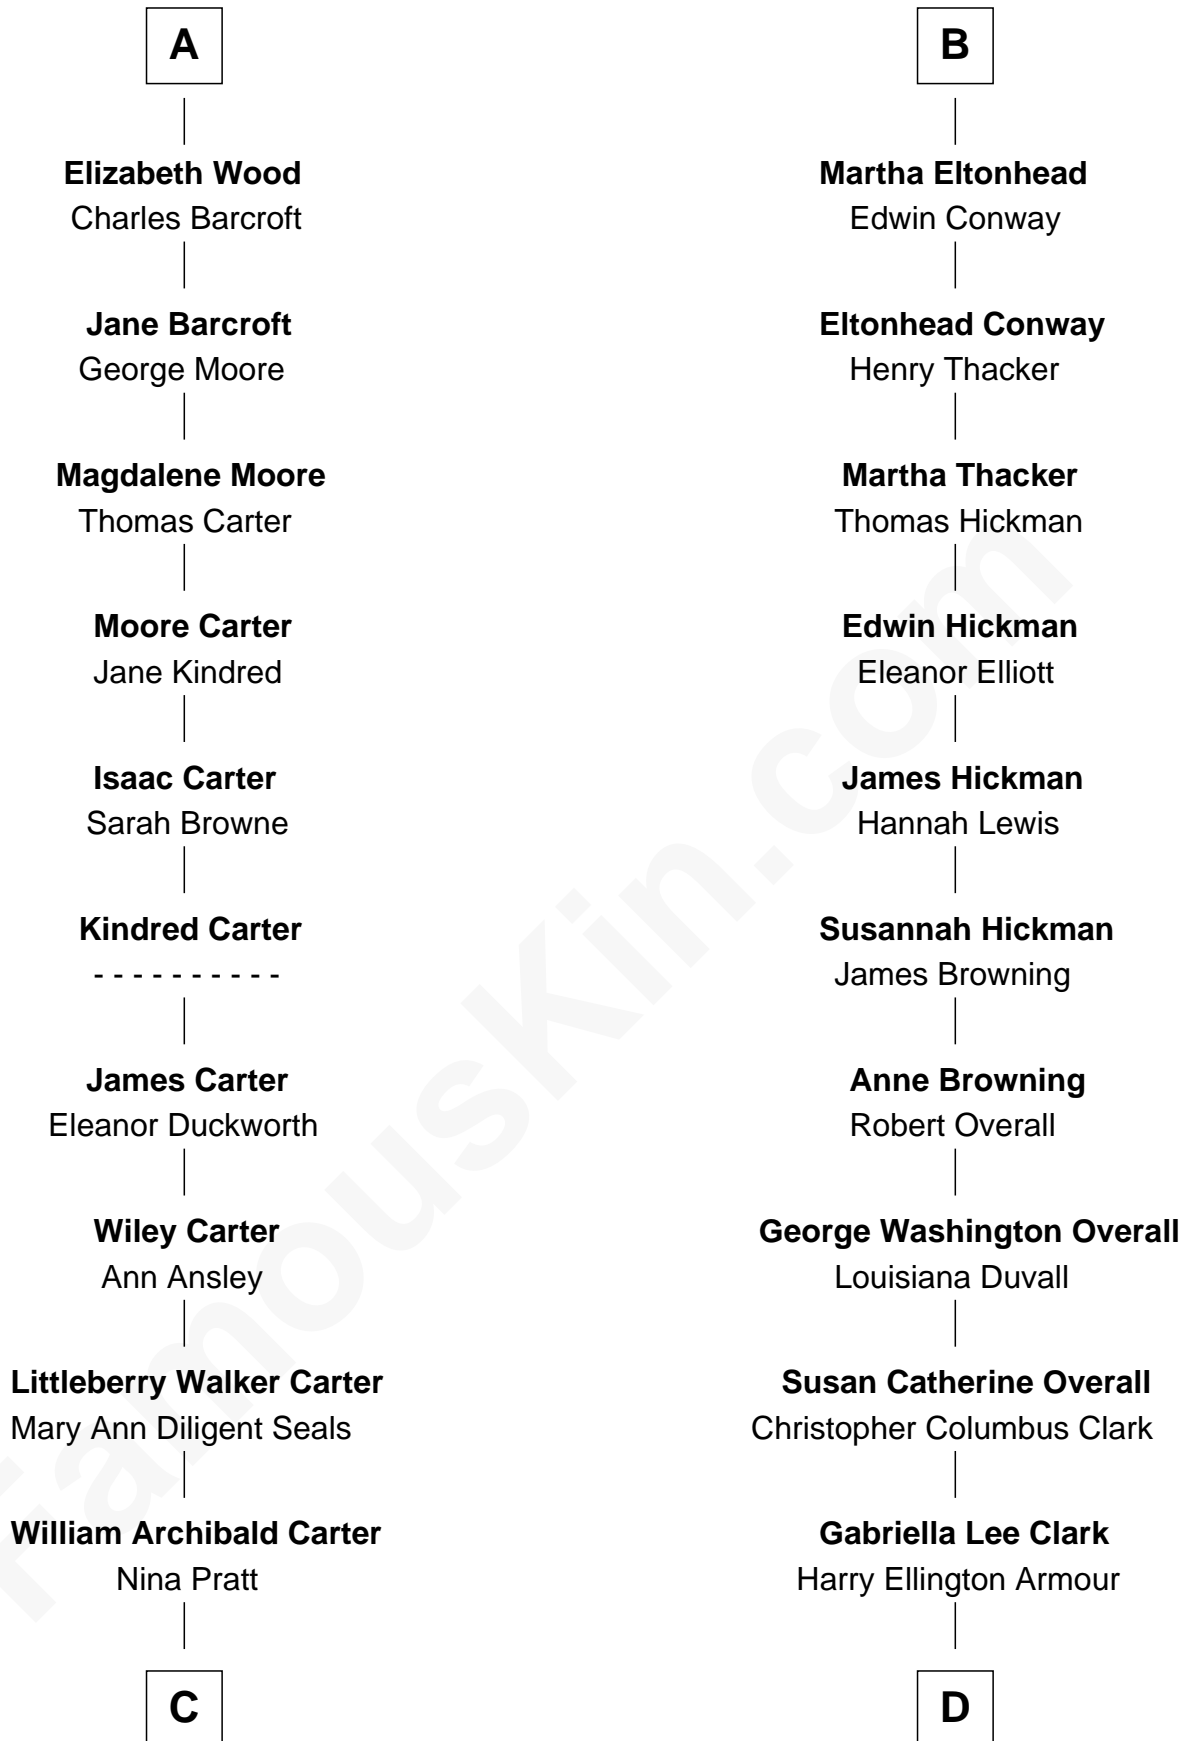 A
Elizabeth Wood
Charles Barcroft
Jane Barcroft
George Moore
Magdalene Moore
Thomas Carter
Moore Carter
Jane Kindred
Isaac Carter
Sarah Browne
Kindred Carter
- - - - - - - - - -
James Carter
Eleanor Duckworth
Wiley Carter
Ann Ansley
Littleberry Walker Carter
Mary Ann Diligent Seals
William Archibald Carter
Nina Pratt
C
B
Martha Eltonhead
Edwin Conway
Eltonhead Conway
Henry Thacker
Martha Thacker
Thomas Hickman
Edwin Hickman
Eleanor Elliott
James Hickman
Hannah Lewis
Susannah Hickman
James Browning
Anne Browning
Robert Overall
George Washington Overall
Louisiana Duvall
Susan Catherine Overall
Christopher Columbus Clark
Gabriella Lee Clark
Harry Ellington Armour
D
FamousKin.com